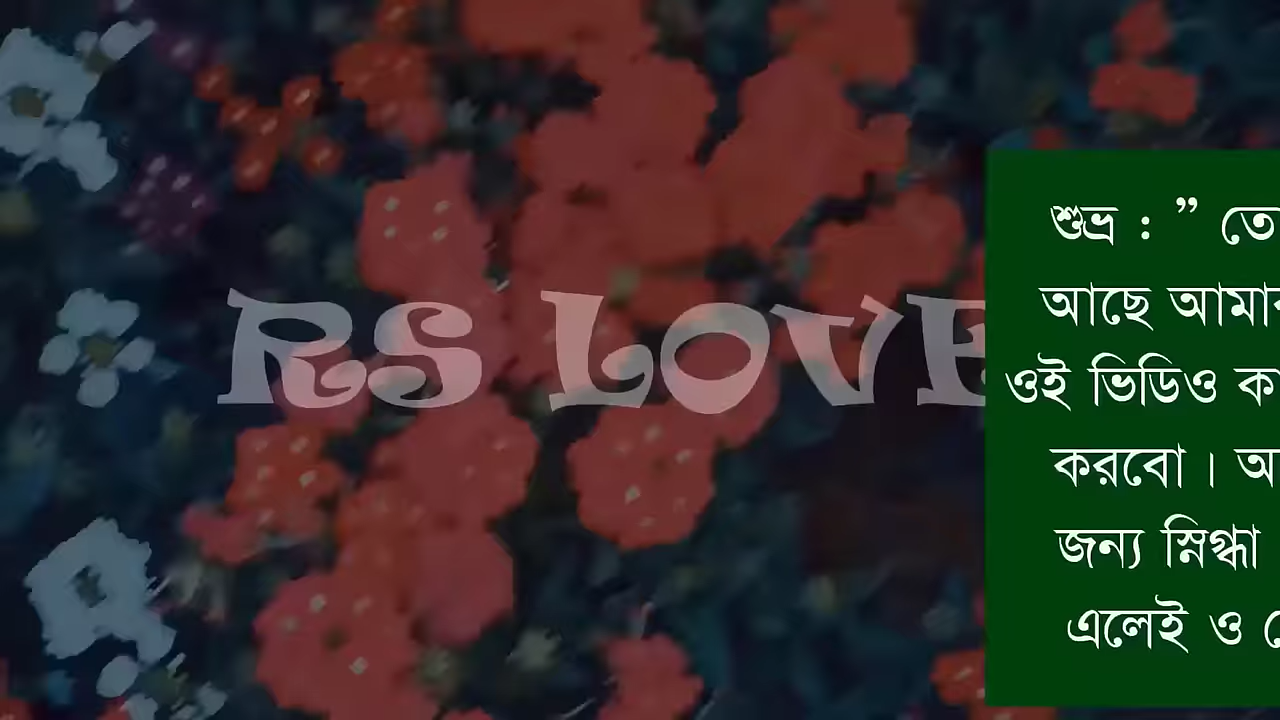 RS LOVE
শুভ্র : ” তে
আছে আমার
ওই ভিডিও ক
করবো । অ
জন্য স্নিগ্ধা
এলেই ও